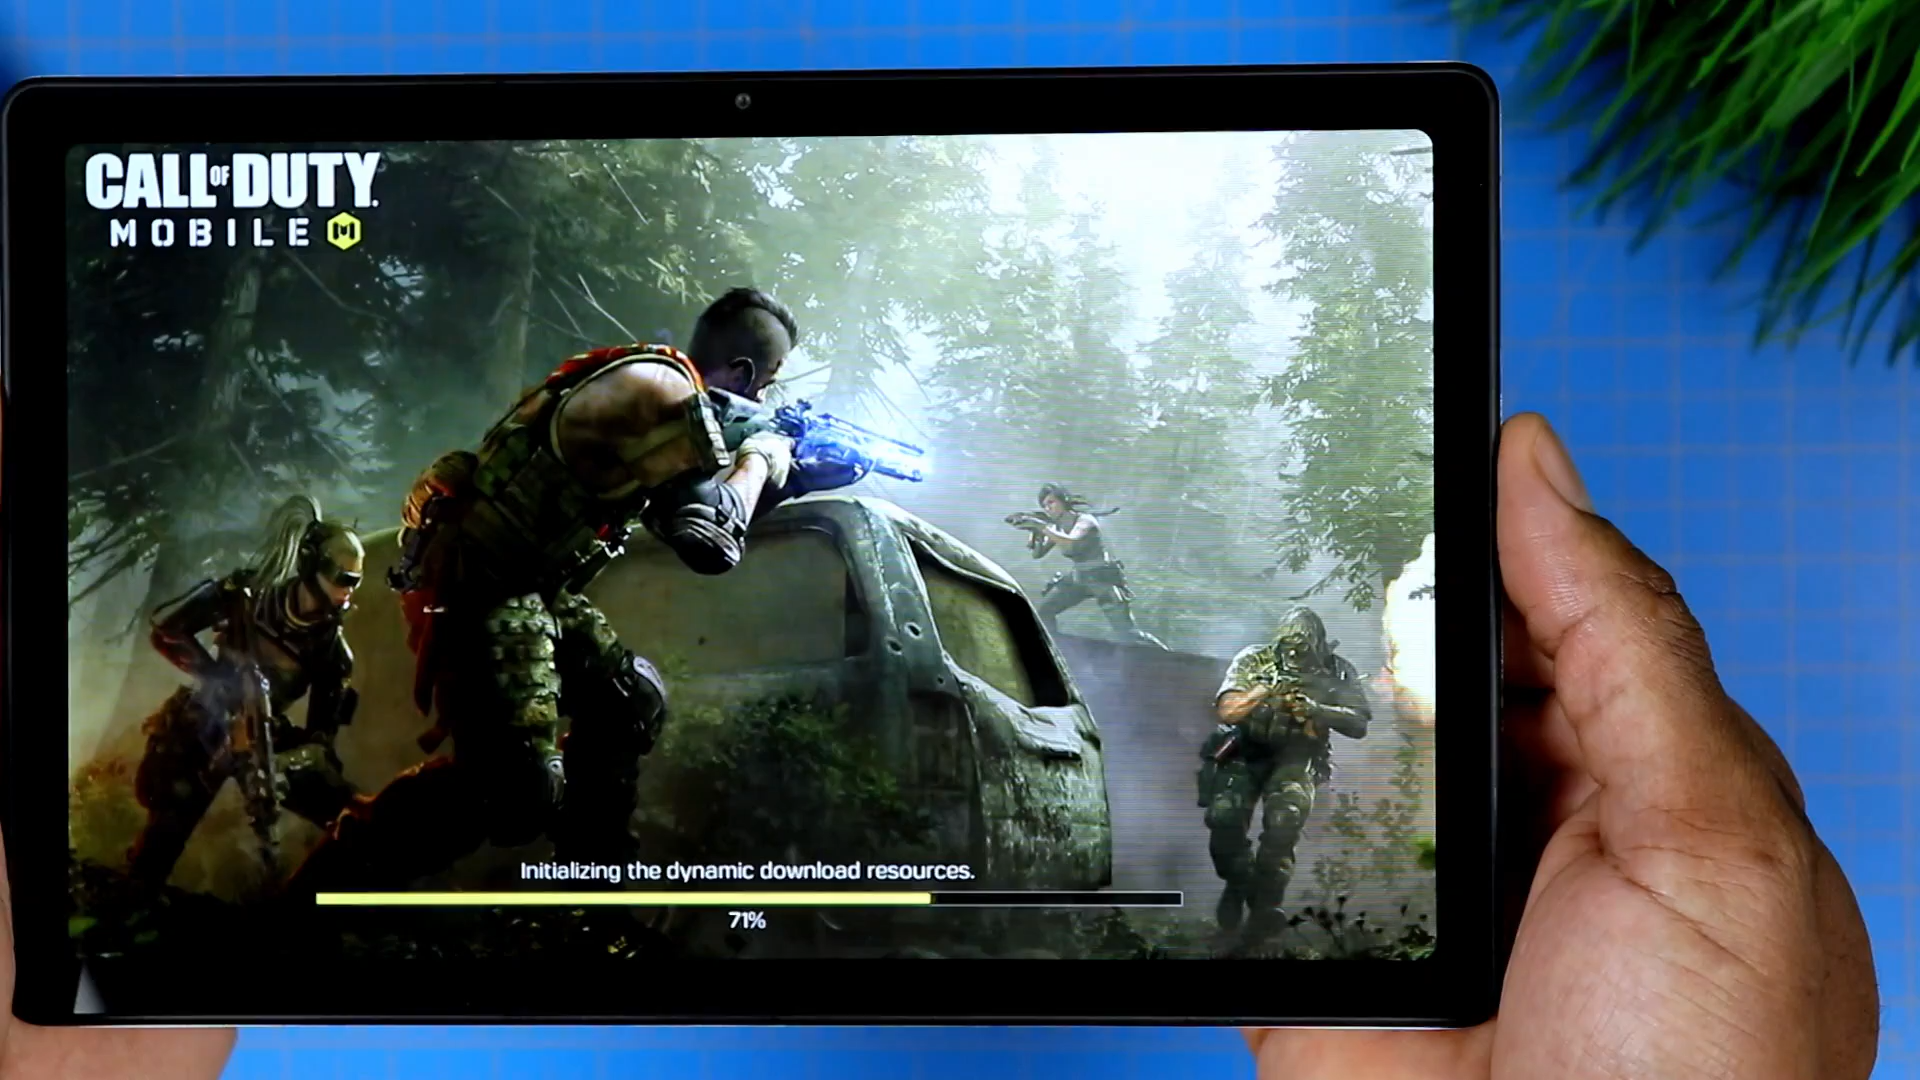 CALL OF DUTY.
MOBILE
Initializing the dynamic download resources.
71%